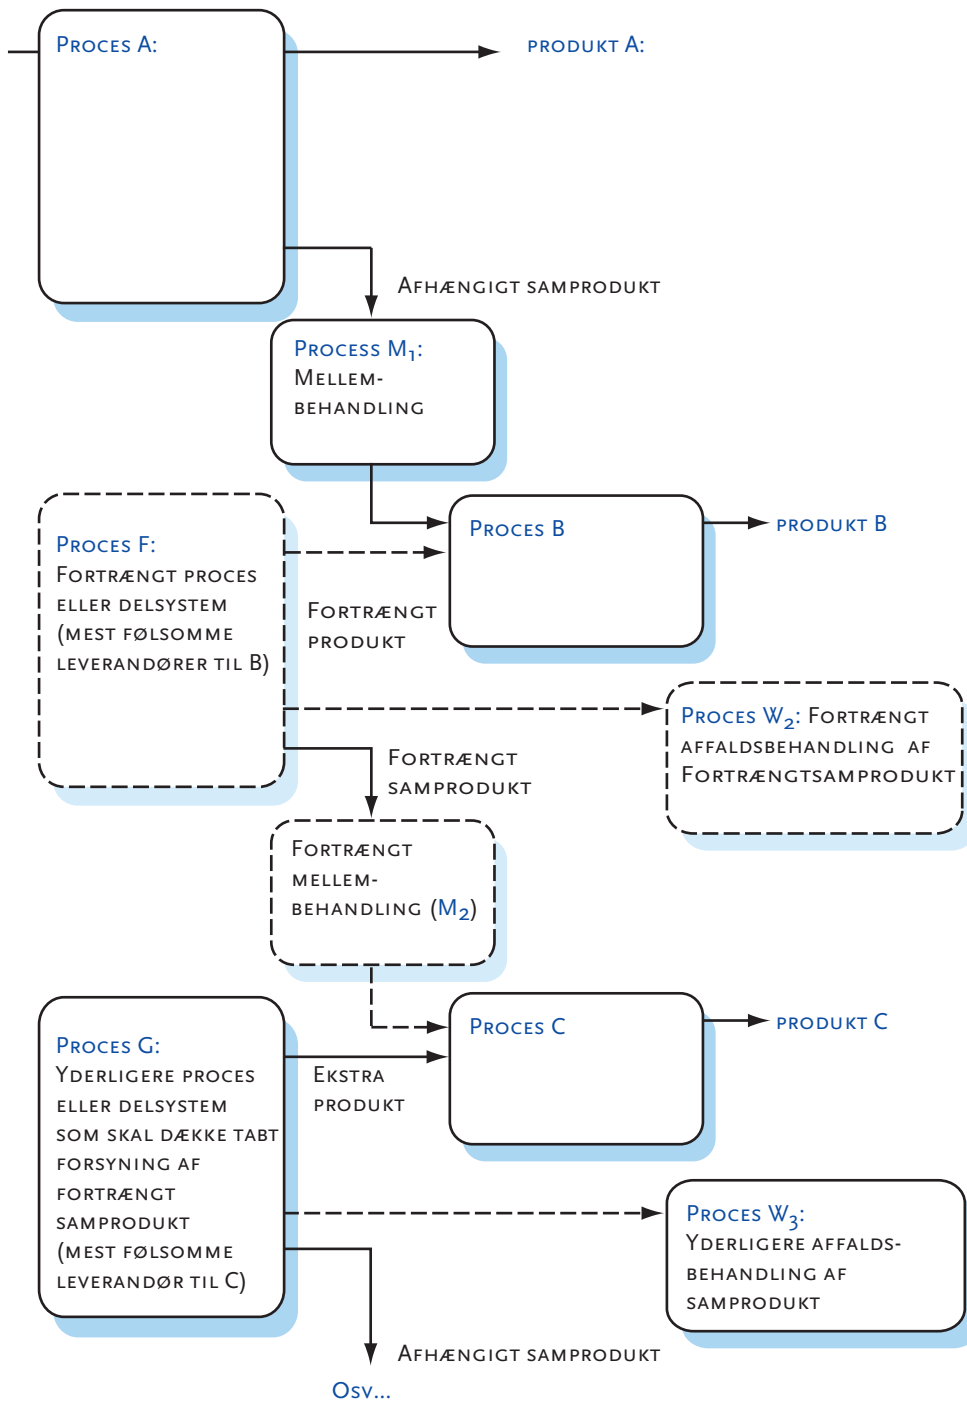 Proces A:
produkt A:
Afhængigt samprodukt
Process M₁:
Mellem-
behandling
Proces B
produkt B
Proces F:
Fortrængt proces
eller delsystem
(mest følsomme
leverandører til B)
Fortrængt
produkt
Proces W₂: Fortrængt
affaldsbehandling af
Fortrængtsamprodukt
Fortrængt
samprodukt
Fortrængt
mellem-
behandling (M₂)
Proces C
produkt C
Proces G:
Yderligere proces
eller delsystem
som skal dække tabt
forsyning af
fortrængt
samprodukt
(mest følsomme
leverandør til C)
Ekstra
produkt
Proces W₃:
Yderligere affalds-
behandling af
samprodukt
Afhængigt samprodukt
Osv...